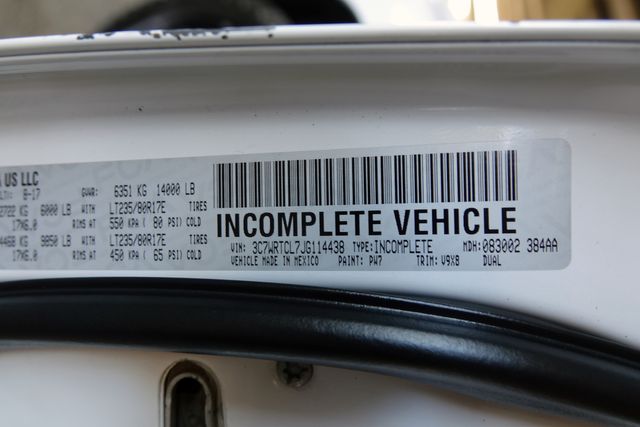 A US LLC
8-17 GVWR: 6351 KG 14000 LB
2722 KG 6000 LB WITH LT235/80R17E
17X6.0 RIMS AT 550 KPA ( 80 PSI) COLD
4468 KG 9850 LB WITH LT235/80R17E
17X6.0 RIMS AT 450 KPA ( 65 PSI) COLD
INCOMPLETE VEHICLE
VIN: 3C7WRTCL7JG114438 TYPE:INCOMPLETE MDH:083002 384AA
VEHICLE MADE IN MEXICO PAINT: PW7 TRIM: V9X8 DUAL